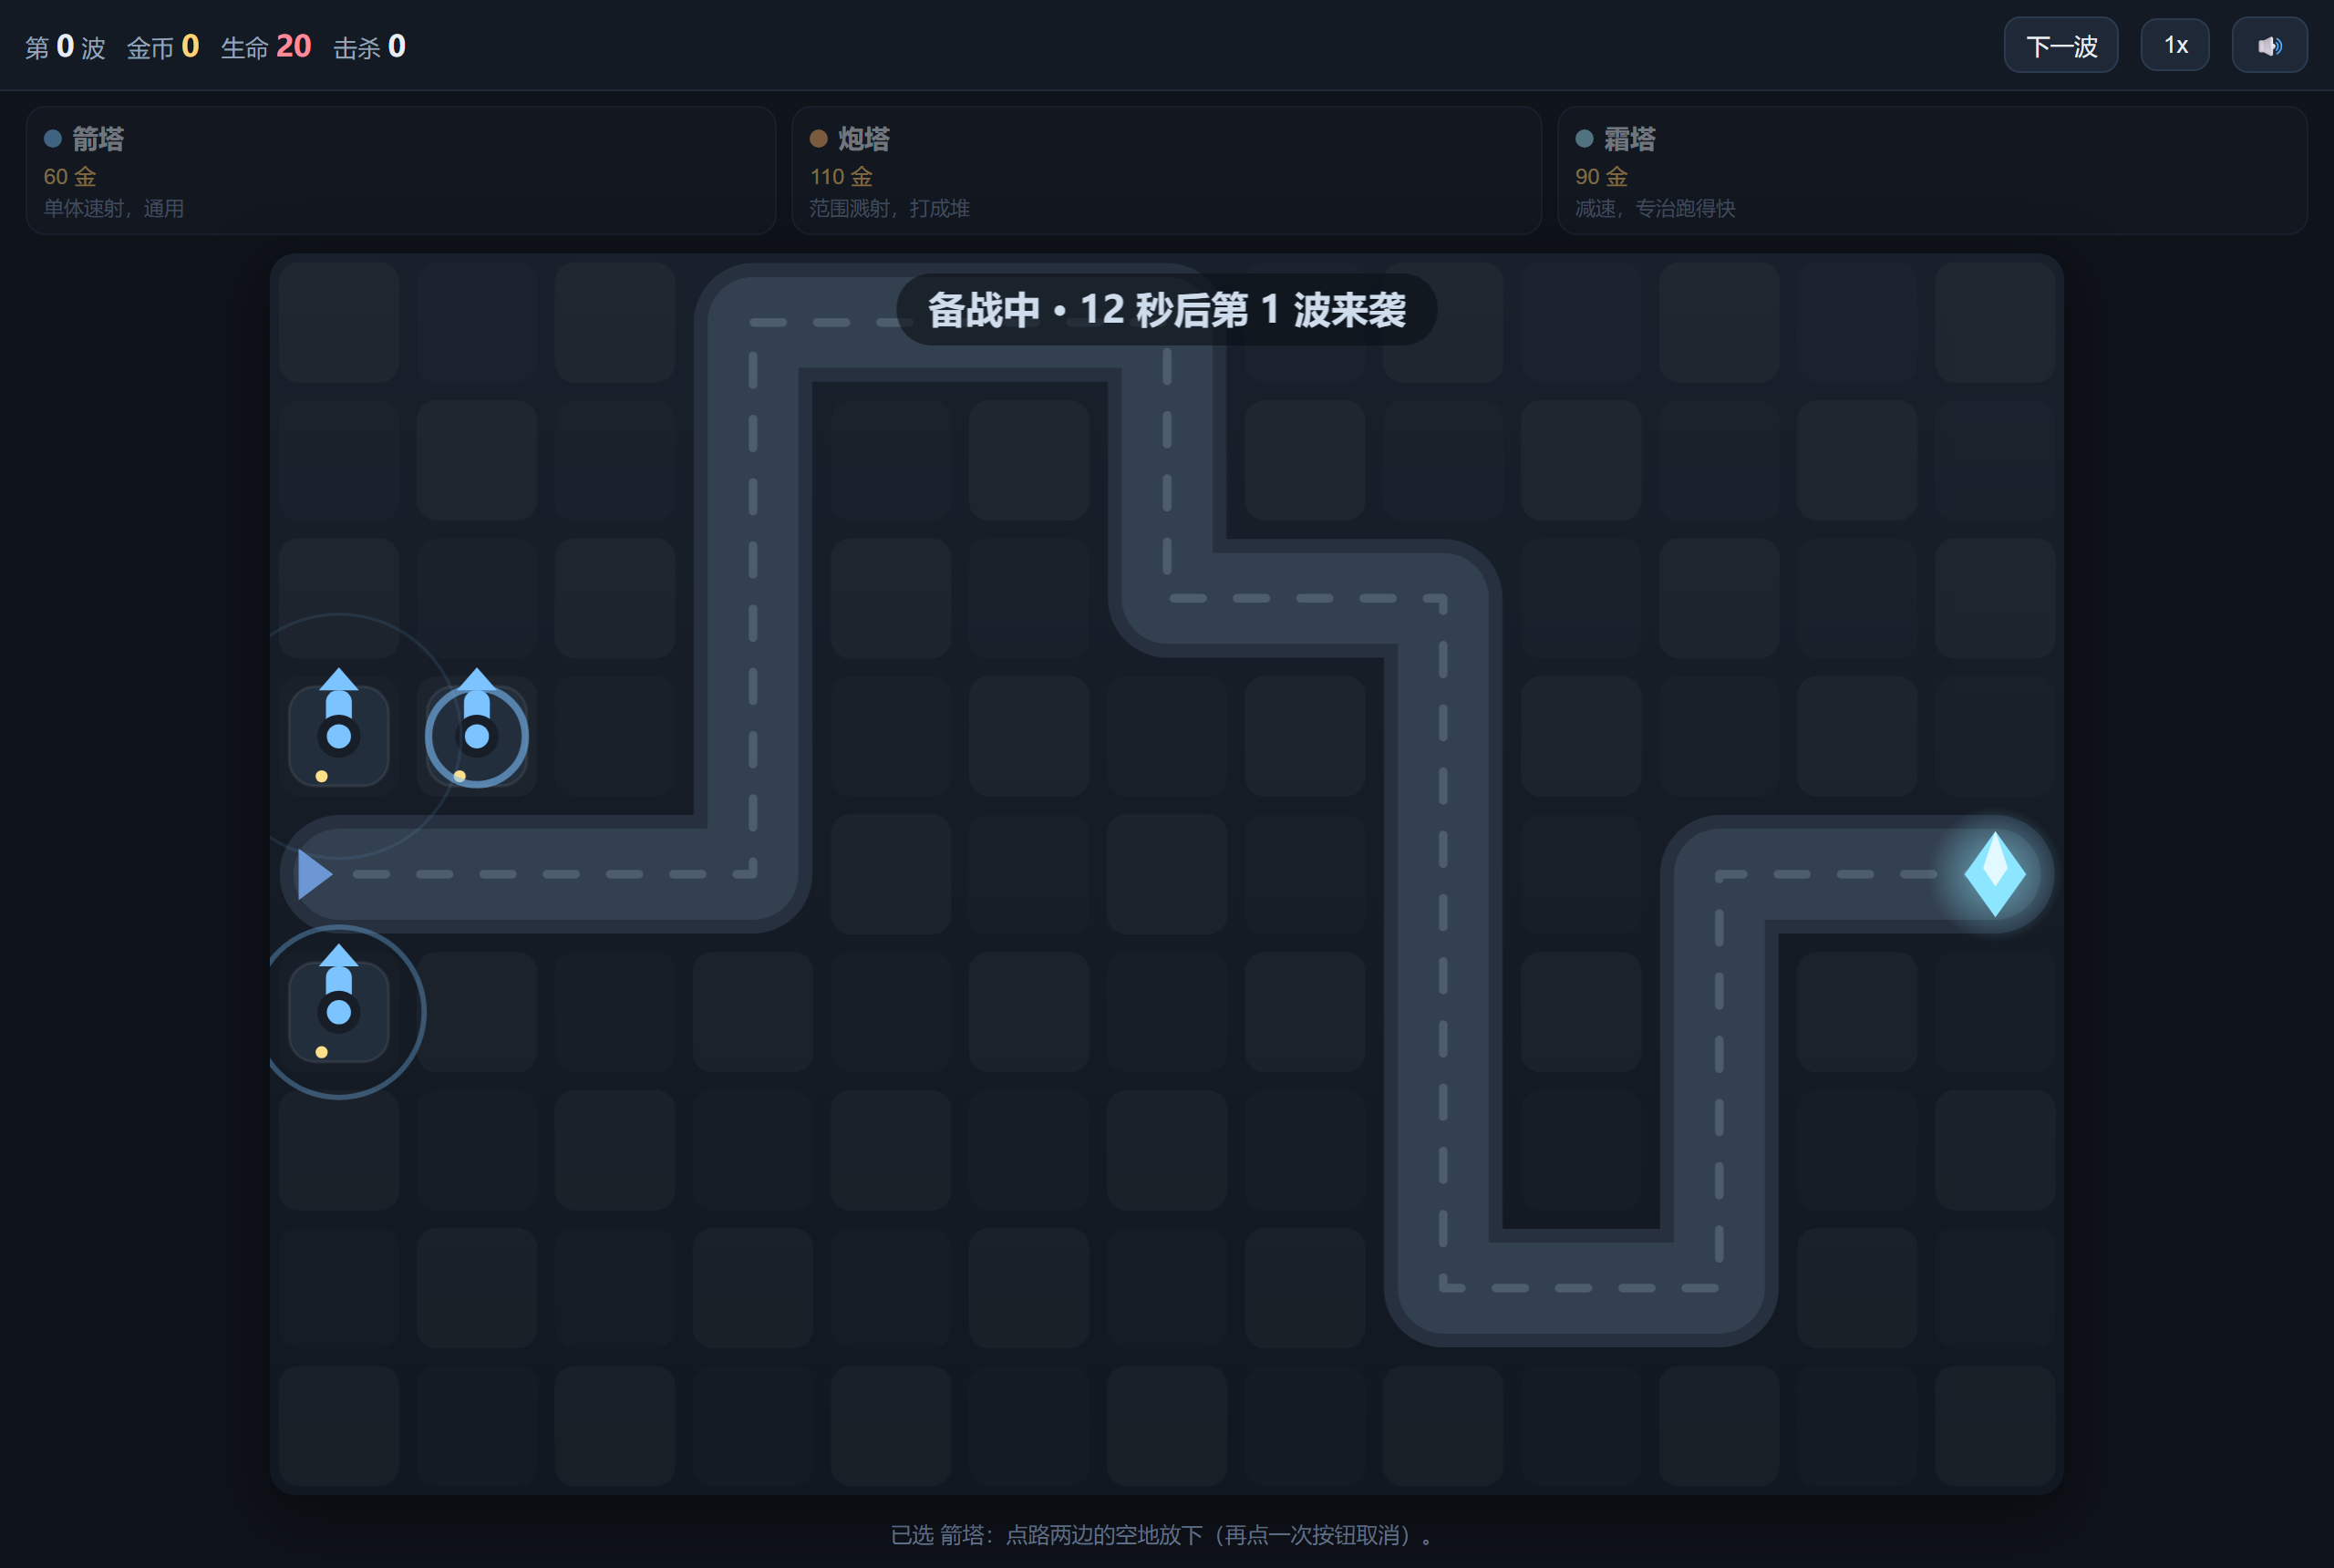 第 0 波 金币 0 生命 20 击杀 0
下一波
1x
箭塔
60 金
单体速射，通用
炮塔
110 金
范围溅射，打成堆
霜塔
90 金
减速，专治跑得快
备战中 · 12 秒后第 1 波来袭
已选 箭塔：点路两边的空地放下（再点一次按钮取消）。